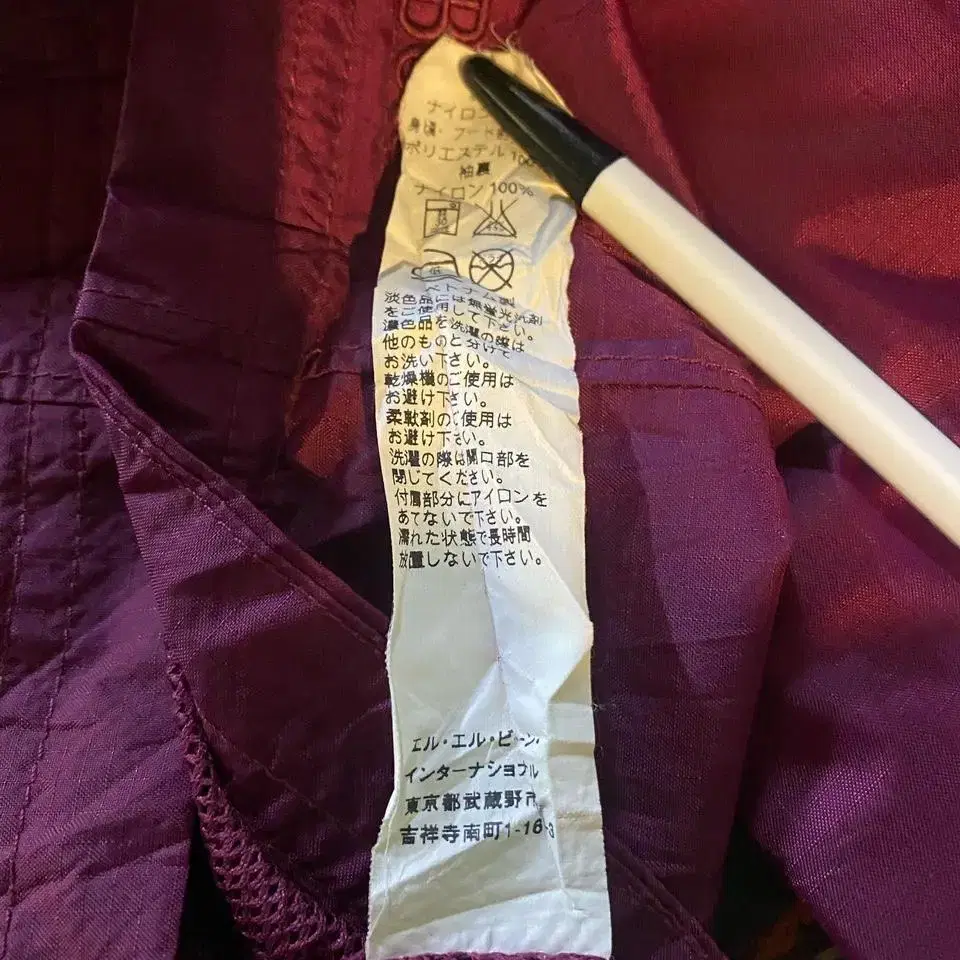 ナイロン
身頃・フード
ポリエステル 100
袖裏
ナイロン 100%
ベトナム製
淡色品には無蛍光洗剤
をご使用して下さい。
濃色品を洗濯の際は
他のものと分けて
お洗い下さい。
乾燥機のご使用は
お避け下さい。
柔軟剤のご使用は
お避け下さい。
洗濯の際は開口部を
閉じてください。
付属部分にアイロンを
あてないで下さい。
濡れた状態で長時間
放置しないで下さい。
エル・エル・ビーン・
インターナショナル
東京都武蔵野市
吉祥寺南町1-16-3